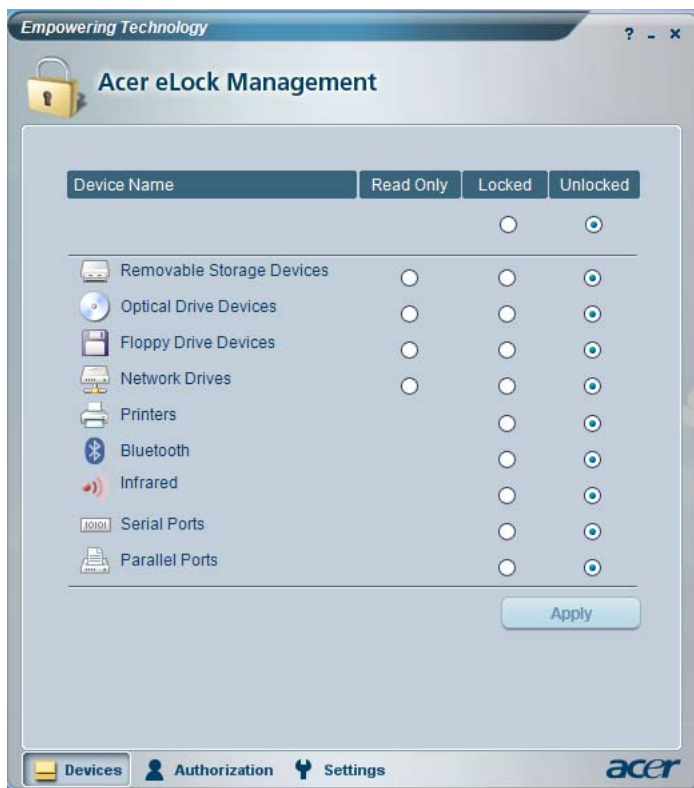 Empowering Technology
? - x
Acer eLock Management
Device Name Read Only Locked Unlocked
Removable Storage Devices
Optical Drive Devices
Floppy Drive Devices
Network Drives
Printers
Bluetooth
Infrared
10101 Serial Ports
Parallel Ports
Apply
Devices Authorization Settings acer